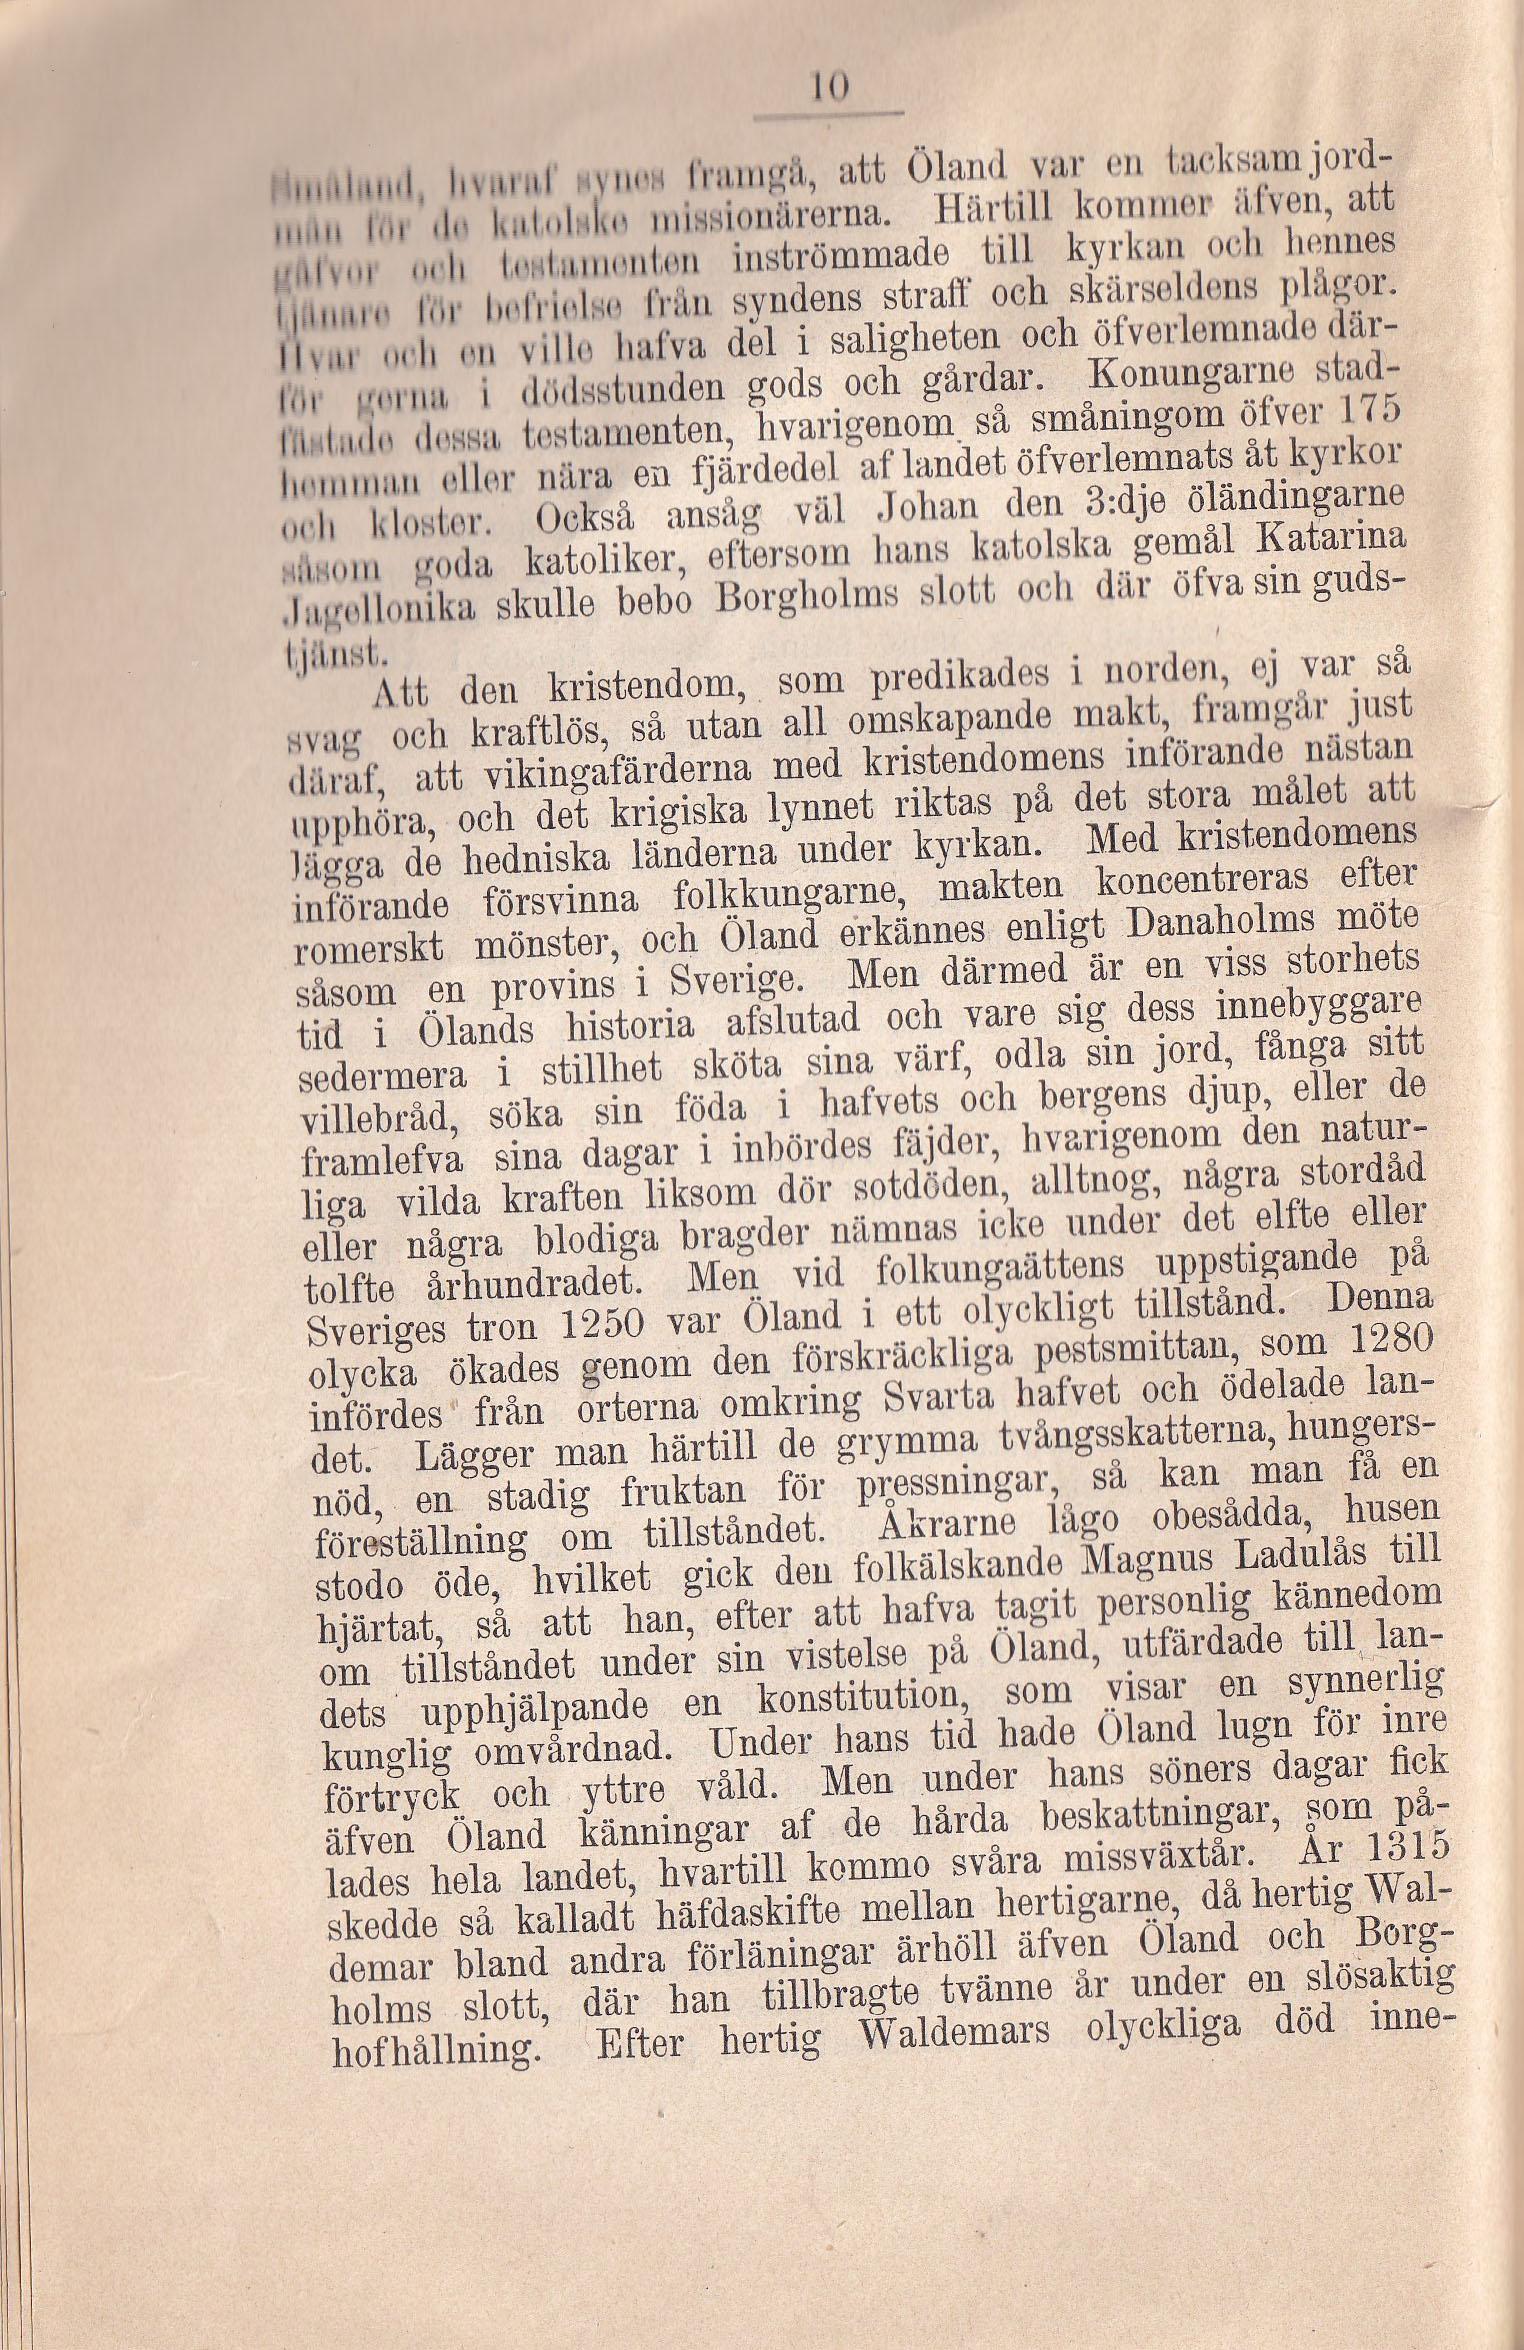 10
Småland, hvaraf synes framgå, att Öland var en tacksam jord-
mån för de katolske missionärerna. Härtill kommer äfven, att
gåfvor och testamenten inströmmade till kyrkan och hennes
tjänare för befrielse från syndens straff och skärseldens plågor.
Hvar och en ville hafva del i saligheten och öfverlemnade där-
för gerna i dödsstunden gods och gårdar. Konungarne stad-
fästade dessa testamenten, hvarigenom så småningom öfver 175
hemman eller nära en fjärdedel af landet öfverlemnats åt kyrkor
och kloster. Också ansåg väl Johan den 3:dje öländingarne
såsom goda katoliker, eftersom hans katolska gemål Katarina
Jagellonika skulle bebo Borgholms slott och där öfva sin guds-
tjänst.
Att den kristendom, som predikades i norden, ej var så
svag och kraftlös, så utan all omskapande makt, framgår just
däraf, att vikingafärderna med kristendomens införande nästan
upphöra, och det krigiska lynnet riktas på det stora målet att
lägga de hedniska länderna under kyrkan. Med kristendomens
införande försvinna folkkungarne, makten koncentreras efter
romerskt mönster, och Öland erkännes enligt Danaholms möte
såsom en provins i Sverige. Men därmed är en viss storhets
tid i Ölands historia afslutad och vare sig dess innebyggare
sedermera i stillhet sköta sina värf, odla sin jord, fånga sitt
villebråd, söka sin föda i hafvets och bergens djup, eller de
framlefva sina dagar i inbördes fäjder, hvarigenom den natur-
liga vilda kraften liksom dör sotdöden, alltnog, några stordåd
eller några blodiga bragder nämnas icke under det elfte eller
tolfte århundradet. Men vid folkungaättens uppstigande på
Sveriges tron 1250 var Öland i ett olyckligt tillstånd. Denna
olycka ökades genom den förskräckliga pestsmittan, som 1280
infördes från orterna omkring Svarta hafvet och ödelade lan-
det. Lägger man härtill de grymma tvångsskatterna, hungers-
nöd, en stadig fruktan för pressningar, så kan man få en
föreställning om tillståndet. Åkrarne lågo obesådda, husen
stodo öde, hvilket gick den folkälskande Magnus Ladulås till
hjärtat, så att han, efter att hafva tagit personlig kännedom
om tillståndet under sin vistelse på Öland, utfärdade till lan-
dets upphjälpande en konstitution, som visar en synnerlig
kunglig omvårdnad. Under hans tid hade Öland lugn för inre
förtryck och yttre våld. Men under hans söners dagar fick
äfven Öland känningar af de hårda beskattningar, som på-
lades hela landet, hvartill kommo svåra missväxtår. År 1315
skedde så kalladt häfdaskifte mellan hertigarne, då hertig Wal-
demar bland andra förläningar ärhöll äfven Öland och Borg-
holms slott, där han tillbragte tvänne år under en slösaktig
hofhållning. Efter hertig Waldemars olyckliga död inne-